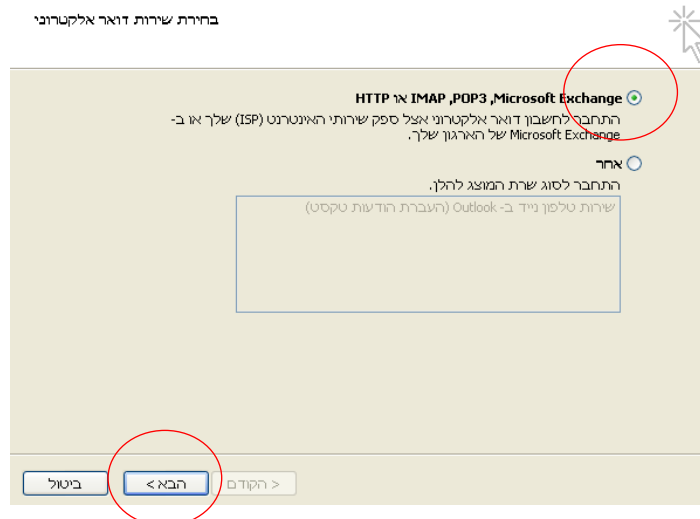 בחירת שירות דואר אלקטרוני
HTTP או IMAP ,POP3 ,Microsoft Exchange
התחבר לחשבון דואר אלקטרוני אצל ספק שירותי האינטרנט (ISP) שלך או ב-
Microsoft Exchange של הארגון שלך.
אחר
התחבר לסוג שרת המוצג להלן.
שירות טלפון נייד ב- Outlook (העברת הודעות טקסט)
< הקודם
הבא >
ביטול